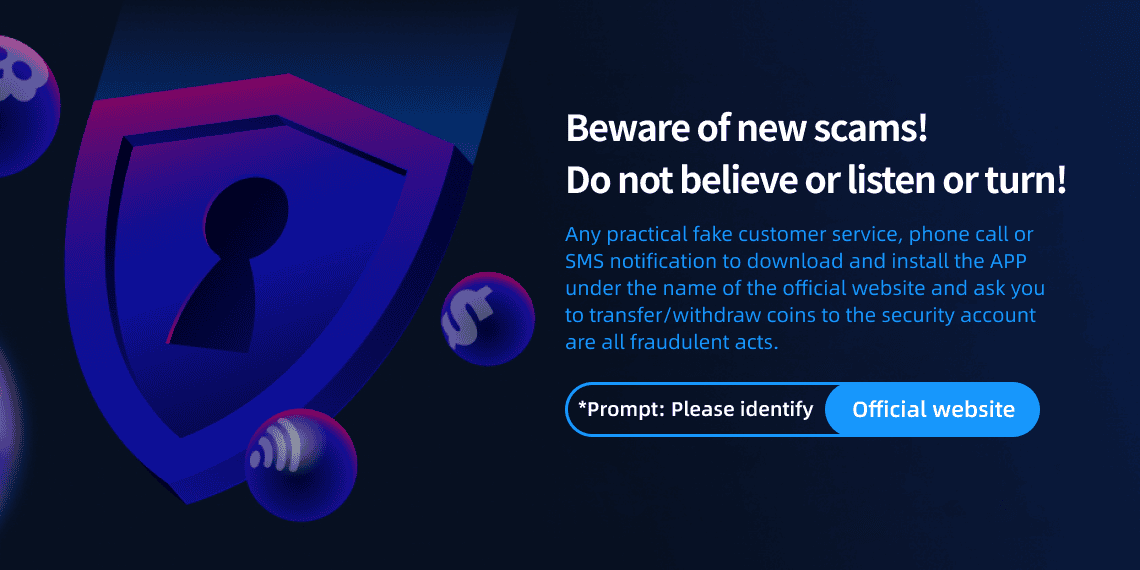 Beware of new scams!
Do not believe or listen or turn!
Any practical fake customer service, phone call or
SMS notification to download and install the APP
under the name of the official website and ask you
to transfer/withdraw coins to the security account
are all fraudulent acts.
*Prompt: Please identify Official website